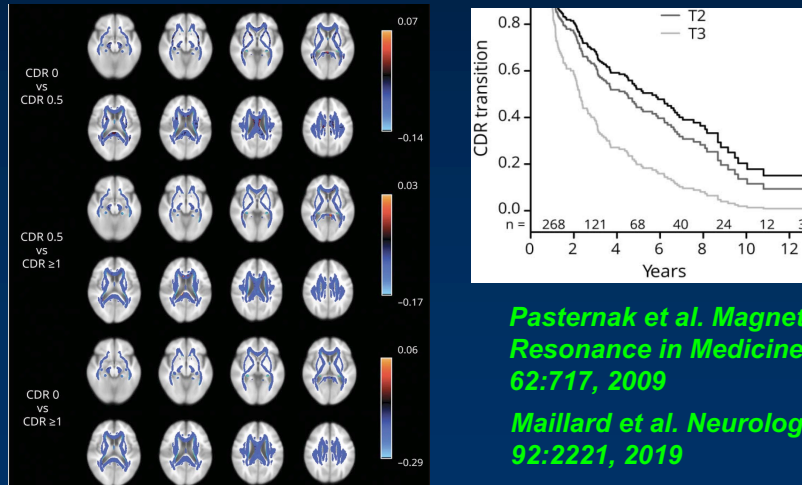 CDR 0
vs
CDR 0.5
0.07
−0.14
CDR 0.5
vs
CDR ≥1
0.03
−0.17
CDR 0
vs
CDR ≥1
0.06
−0.29
T2
T3
CDR transition
0.8
0.6
0.4
0.2
0.0
n = 268 121 68 40 24 12 3
0 2 4 6 8 10 12
Years
Pasternak et al. Magnet
Resonance in Medicine
62:717, 2009
Maillard et al. Neurolog
92:2221, 2019